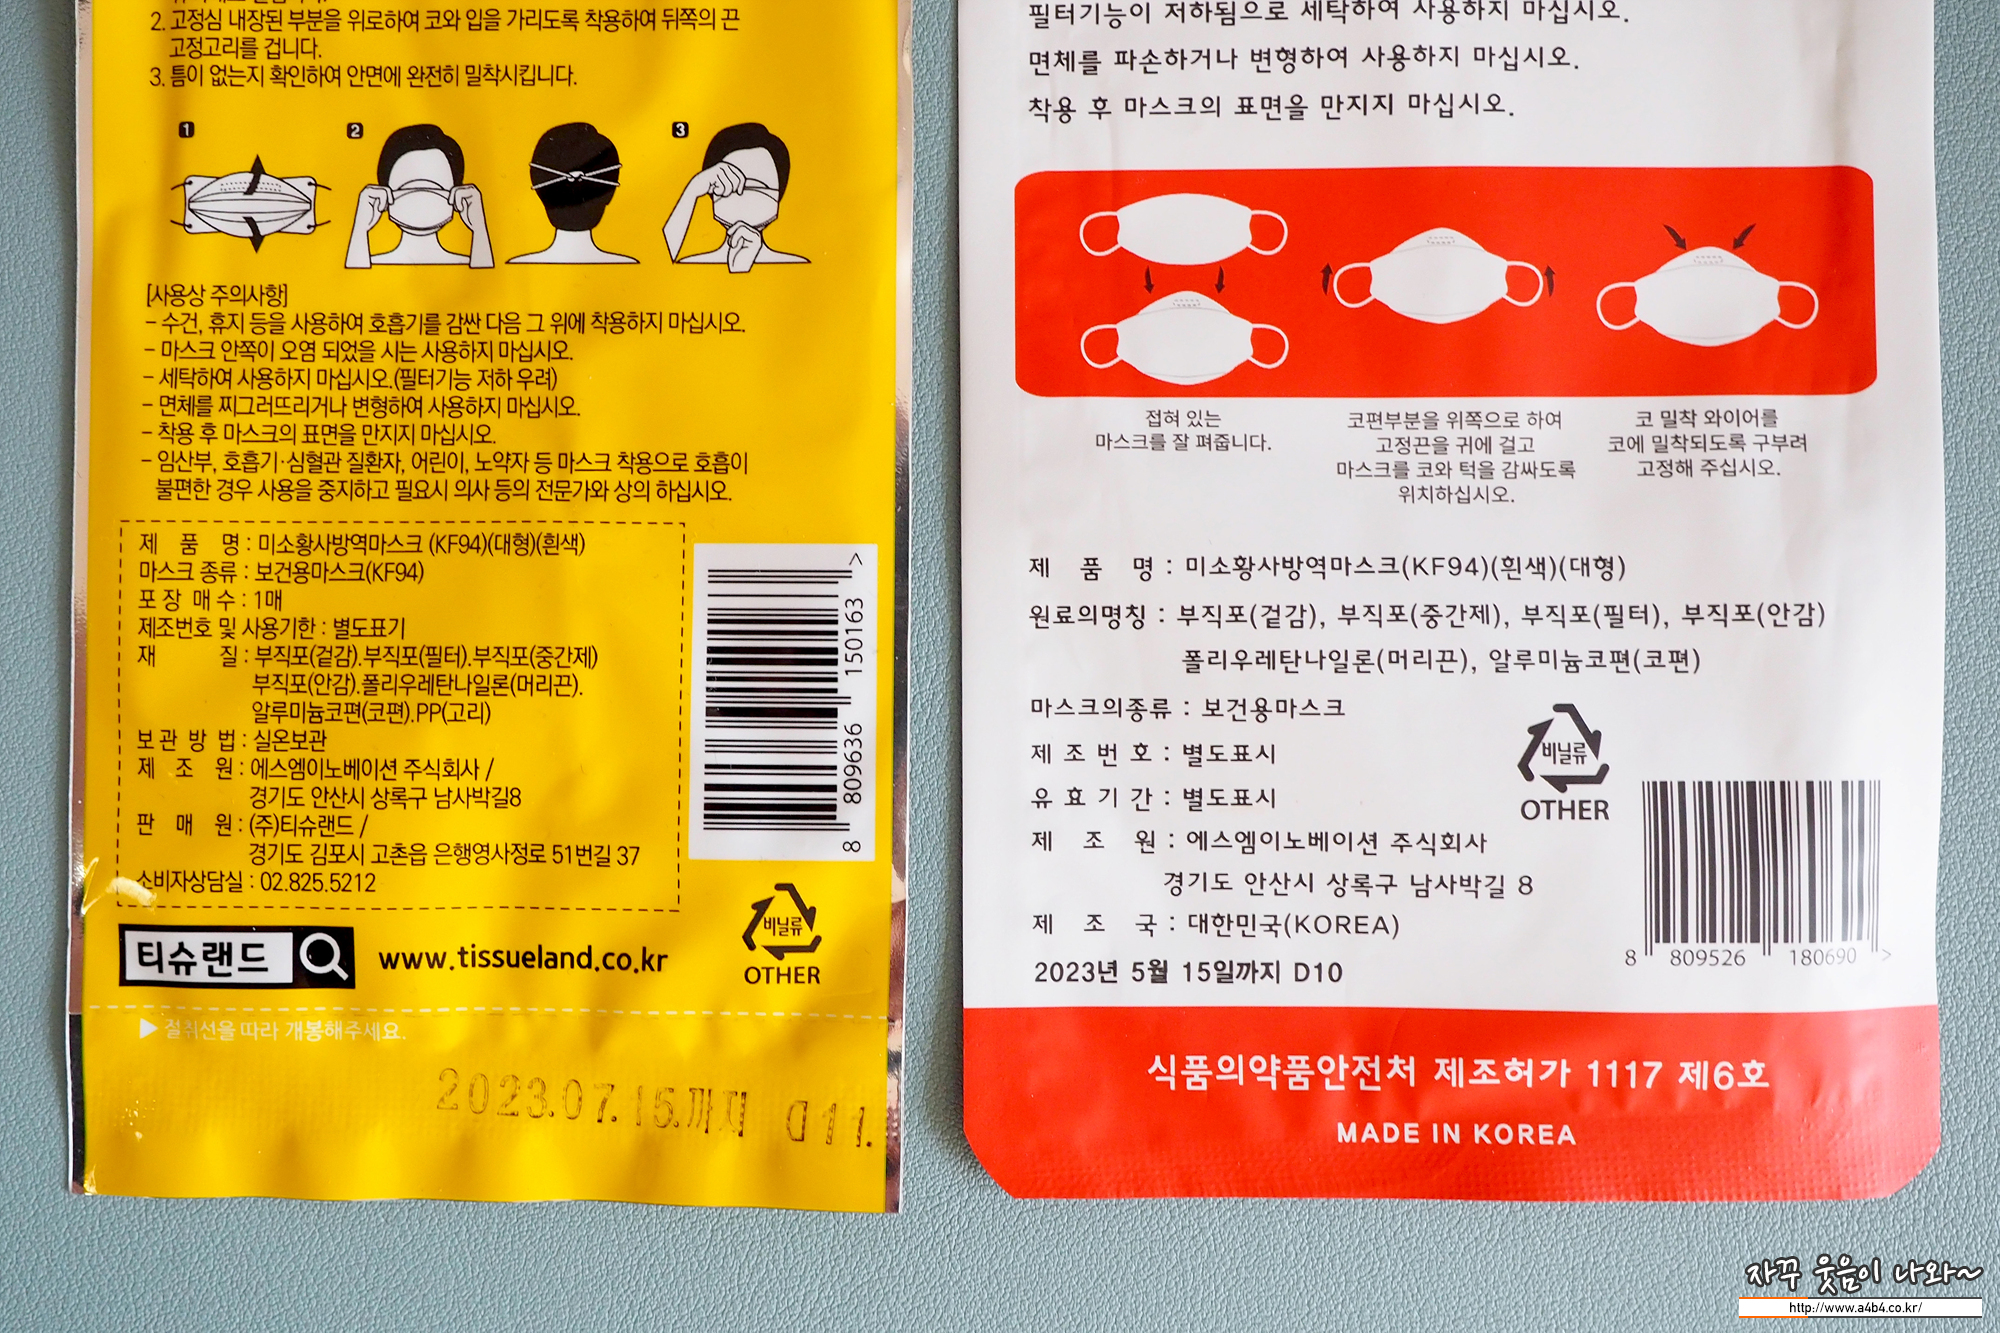 2. 고정심 내장된 부분을 위로하여 코와 입을 가리도록 착용하여 뒤쪽의 끈
고정고리를 겁니다.
3. 틈이 없는지 확인하여 안면에 완전히 밀착시킵니다.
1
2
3
[사용상 주의사항]
- 수건, 휴지 등을 사용하여 호흡기를 감싼 다음 그 위에 착용하지 마십시오.
- 마스크 안쪽이 오염 되었을 시는 사용하지 마십시오.
- 세탁하여 사용하지 마십시오.(필터기능 저하 우려)
- 면체를 찌그러뜨리거나 변형하여 사용하지 마십시오.
- 착용 후 마스크의 표면을 만지지 마십시오.
- 임산부, 호흡기·심혈관 질환자, 어린이, 노약자 등 마스크 착용으로 호흡이
불편한 경우 사용을 중지하고 필요시 의사 등의 전문가와 상의 하십시오.
제 품 명 : 미소황사방역마스크 (KF94)(대형)(흰색)
마스크 종류 : 보건용마스크(KF94)
포 장 매 수 : 1매
제조번호 및 사용기한 : 별도표기
재 질 : 부직포(겉감).부직포(필터).부직포(중간제)
부직포(안감).폴리우레탄나일론(머리끈).
알루미늄코편(코편).PP(고리)
보 관 방 법 : 실온보관
제 조 원 : 에스엠이노베이션 주식회사 /
경기도 안산시 상록구 남사박길8
판 매 원 : (주)티슈랜드 /
경기도 김포시 고촌읍 은행영사정로 51번길 37
소비자상담실 : 02.825.5212
8 809636 150163 >
티슈랜드
www.tissueland.co.kr
비닐류
OTHER
▶ 절취선을 따라 개봉해주세요.
2023.07.15.까지 D11.
필터기능이 저하됨으로 세탁하여 사용하지 마십시오.
면체를 파손하거나 변형하여 사용하지 마십시오.
착용 후 마스크의 표면을 만지지 마십시오.
접혀 있는
마스크를 잘 펴줍니다.
코편부분을 위쪽으로 하여
고정끈을 귀에 걸고
마스크를 코와 턱을 감싸도록
위치하십시오.
코 밀착 와이어를
코에 밀착되도록 구부려
고정해 주십시오.
제 품 명 : 미소황사방역마스크(KF94)(흰색)(대형)
원료의명칭 : 부직포(겉감), 부직포(중간제), 부직포(필터), 부직포(안감)
폴리우레탄나일론(머리끈), 알루미늄코편(코편)
마스크의종류 : 보건용마스크
제 조 번 호 : 별도표시
유 효 기 간 : 별도표시
제 조 원 : 에스엠이노베이션 주식회사
경기도 안산시 상록구 남사박길 8
제 조 국 : 대한민국(KOREA)
2023년 5월 15일까지 D10
비닐류
OTHER
8 809526 180690 >
식품의약품안전처 제조허가 1117 제6호
MADE IN KOREA
자꾸 웃음이 나와~
http://www.a4b4.co.kr/